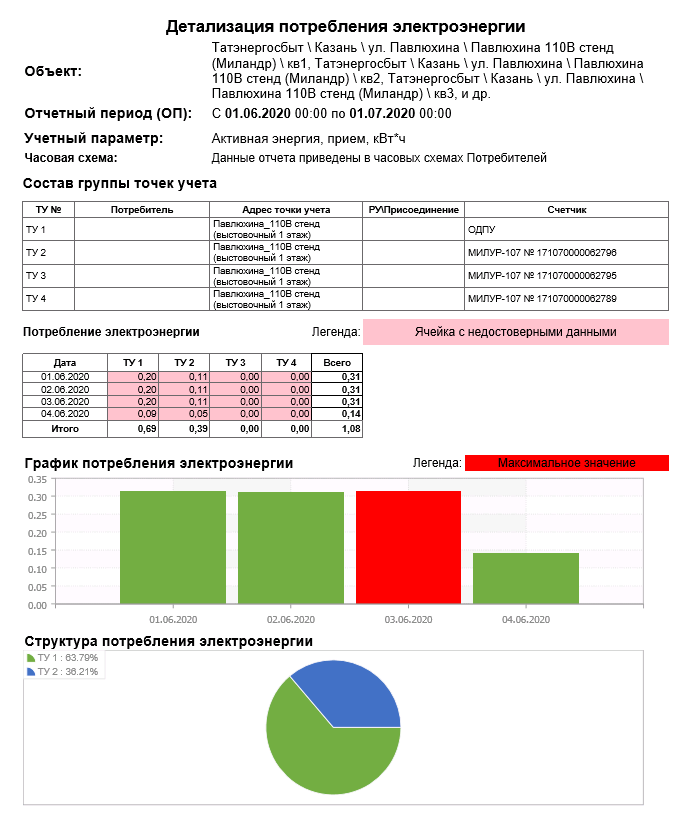 Детализация потребления электроэнергии
Объект:
Татэнергосбыт \ Казань \ ул. Павлюхина \ Павлюхина 110В стенд
(Миландр) \ кв1, Татэнергосбыт \ Казань \ ул. Павлюхина \ Павлюхина
110В стенд (Миландр) \ кв2, Татэнергосбыт \ Казань \ ул. Павлюхина \
Павлюхина 110В стенд (Миландр) \ кв3, и др.
Отчетный период (ОП): С 01.06.2020 00:00 по 01.07.2020 00:00
Учетный параметр: Активная энергия, прием, кВт*ч
Часовая схема: Данные отчета приведены в часовых схемах Потребителей
Состав группы точек учета
ТУ № Потребитель Адрес точки учета РУ\Присоединение Счетчик
ТУ 1 Павлюхина_110В стенд (выстовочный 1 этаж) ОДПУ
ТУ 2 Павлюхина_110В стенд (выстовочный 1 этаж) МИЛУР-107 № 171070000062796
ТУ 3 Павлюхина_110В стенд (выстовочный 1 этаж) МИЛУР-107 № 171070000062795
ТУ 4 Павлюхина_110В стенд (выстовочный 1 этаж) МИЛУР-107 № 171070000062789
Потребление электроэнергии Легенда: Ячейка с недостоверными данными
Дата ТУ 1 ТУ 2 ТУ 3 ТУ 4 Всего
01.06.2020 0,20 0,11 0,00 0,00 0,31
02.06.2020 0,20 0,11 0,00 0,00 0,31
03.06.2020 0,20 0,11 0,00 0,00 0,31
04.06.2020 0,09 0,05 0,00 0,00 0,14
Итого 0,69 0,39 0,00 0,00 1,08
График потребления электроэнергии Легенда: Максимальное значение
0.35
0.30
0.25
0.20
0.15
0.10
0.05
0.00
01.06.2020 02.06.2020 03.06.2020 04.06.2020
Структура потребления электроэнергии
ТУ 1 : 63.79%
ТУ 2 : 36.21%